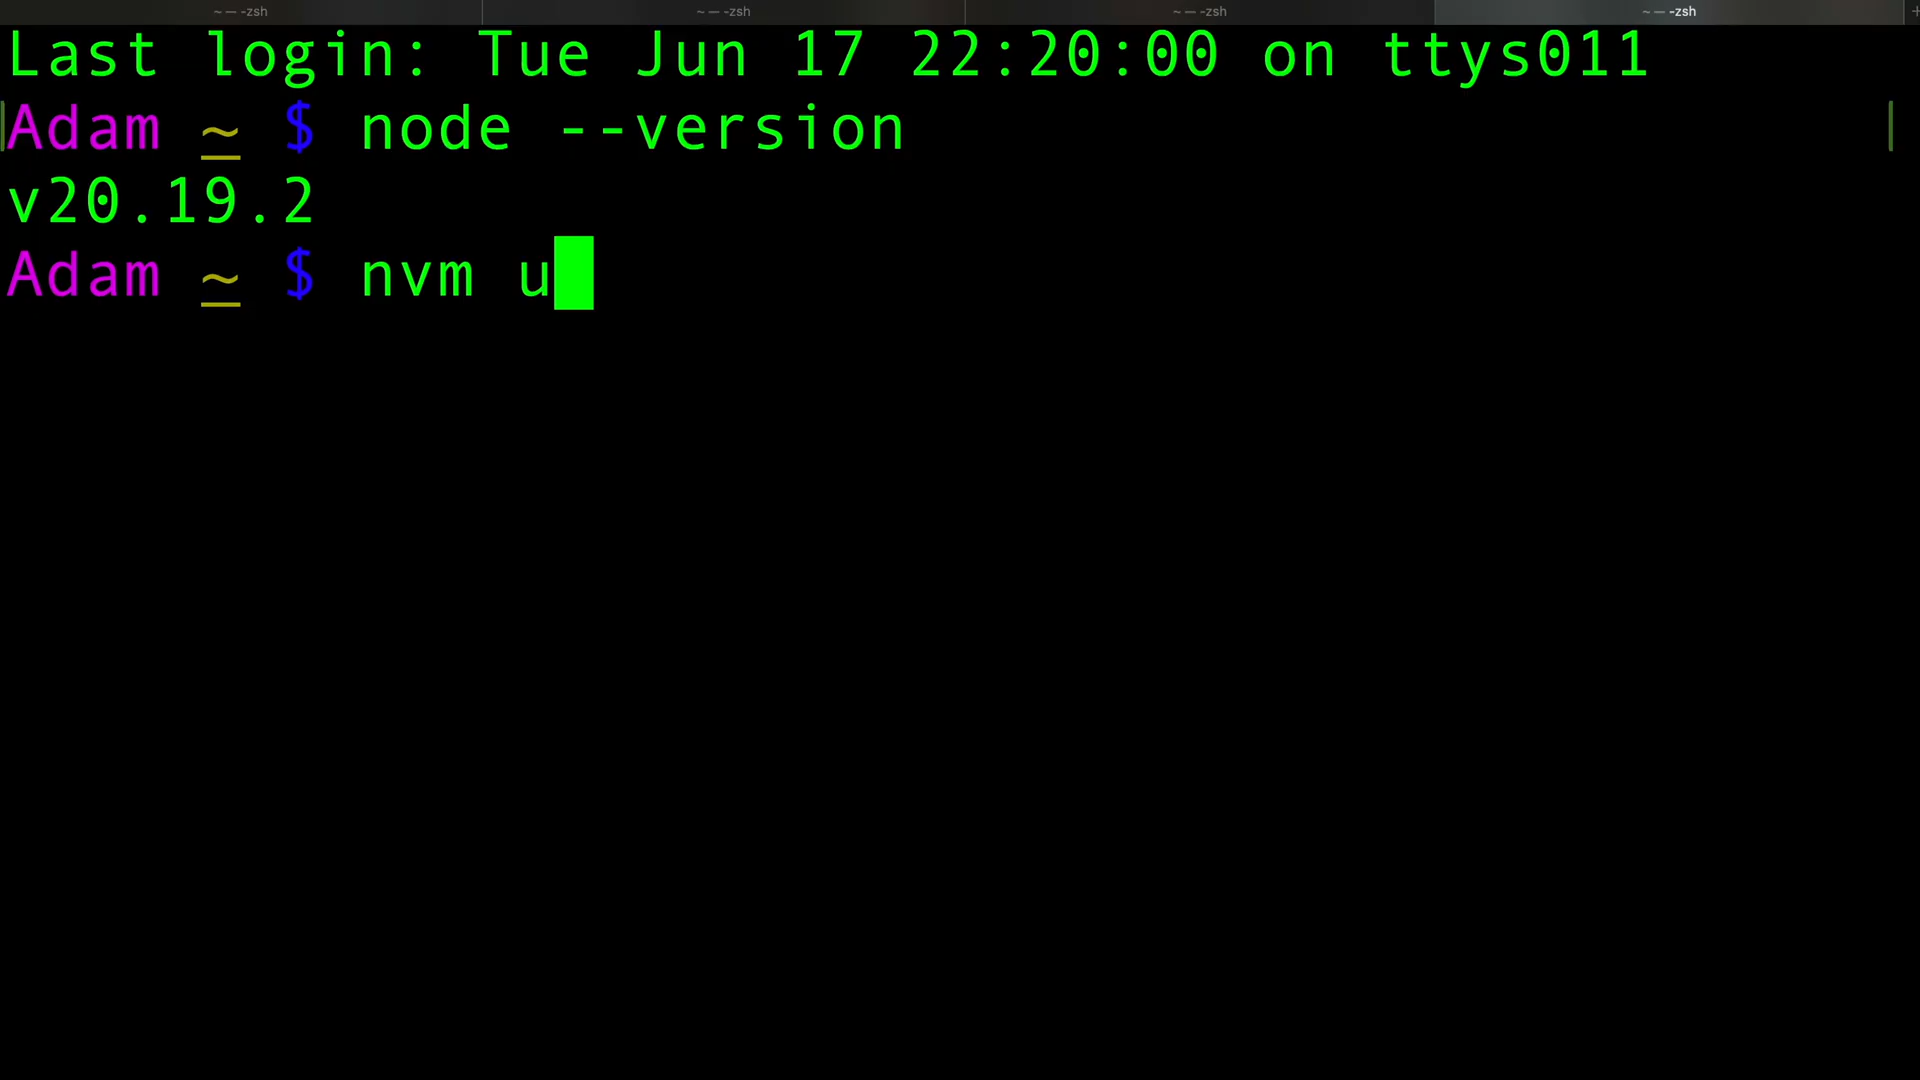 ~ — -zsh
~ — -zsh
~ — -zsh
~ — -zsh
+
Last login: Tue Jun 17 22:20:00 on ttys011
Adam ~ $ node --version
v20.19.2
Adam ~ $ nvm u